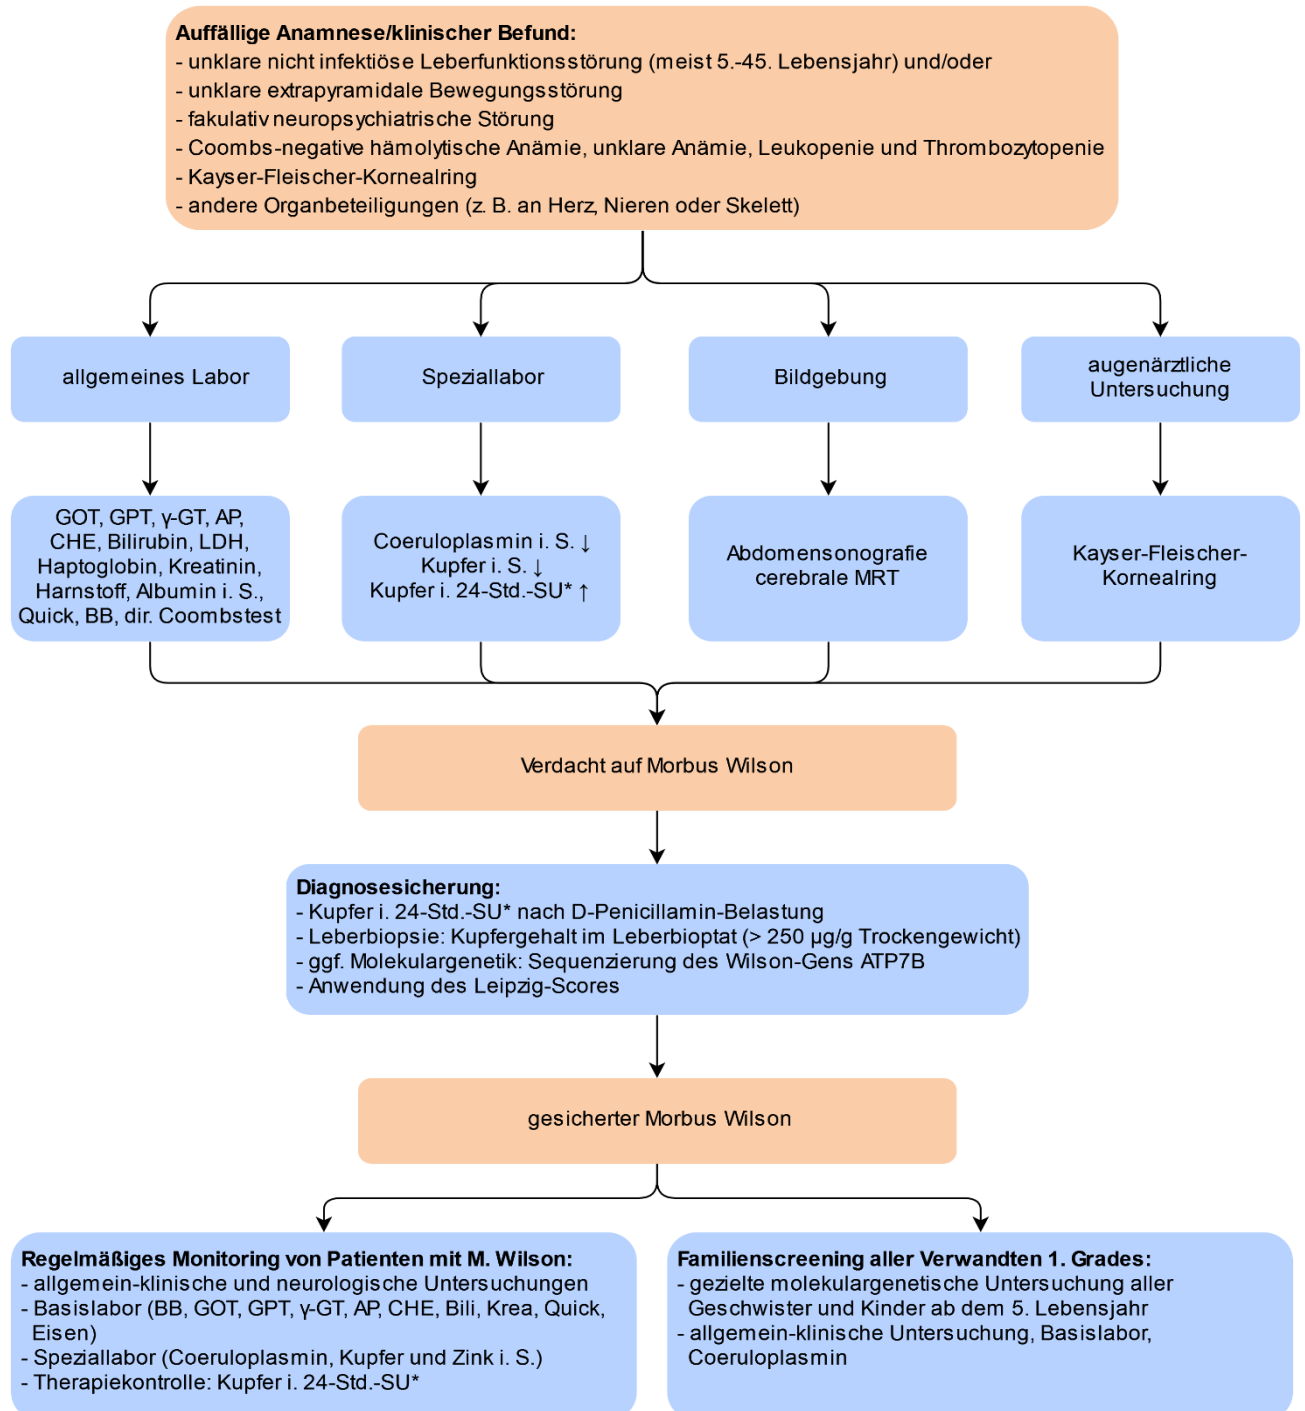 Auffällige Anamnese/klinischer Befund:
- unklare nicht infektiöse Leberfunktionsstörung (meist 5.-45. Lebensjahr) und/oder
- unklare extrapyramidale Bewegungsstörung
- fakulativ neuropsychiatrische Störung
- Coombs-negative hämolytische Anämie, unklare Anämie, Leukopenie und Thrombozytopenie
- Kayser-Fleischer-Kornealring
- andere Organbeteiligungen (z. B. an Herz, Nieren oder Skelett)
allgemeines Labor
Speziallabor
Bildgebung
augenärztliche
Untersuchung
GOT, GPT, γ-GT, AP,
CHE, Bilirubin, LDH,
Haptoglobin, Kreatinin,
Harnstoff, Albumin i. S.,
Quick, BB, dir. Coombstest
Coeruloplasmin i. S. ↓
Kupfer i. S. ↓
Kupfer i. 24-Std.-SU* ↑
Abdomensonografie
cerebrale MRT
Kayser-Fleischer-
Kornealring
Verdacht auf Morbus Wilson
Diagnosesicherung:
- Kupfer i. 24-Std.-SU* nach D-Penicillamin-Belastung
- Leberbiopsie: Kupfergehalt im Leberbioptat (> 250 µg/g Trockengewicht)
- ggf. Molekulargenetik: Sequenzierung des Wilson-Gens ATP7B
- Anwendung des Leipzig-Scores
gesicherter Morbus Wilson
Regelmäßiges Monitoring von Patienten mit M. Wilson:
- allgemein-klinische und neurologische Untersuchungen
- Basislabor (BB, GOT, GPT, γ-GT, AP, CHE, Bili, Krea, Quick,
Eisen)
- Speziallabor (Coeruloplasmin, Kupfer und Zink i. S.)
- Therapiekontrolle: Kupfer i. 24-Std.-SU*
Familienscreening aller Verwandten 1. Grades:
- gezielte molekulargenetische Untersuchung aller
Geschwister und Kinder ab dem 5. Lebensjahr
- allgemein-klinische Untersuchung, Basislabor,
Coeruloplasmin